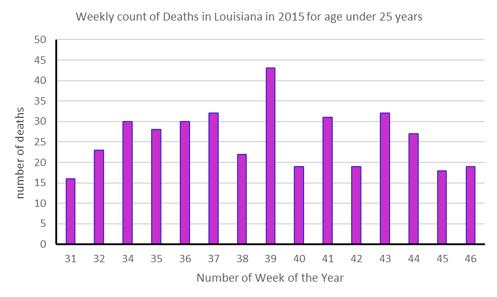 Weekly count of Deaths in Louisiana in 2015 for age under 25 years
number of deaths
50
45
40
35
30
25
20
15
10
5
0
31 32 34 35 36 37 38 39 40 41 42 43 44 45 46
Number of Week of the Year